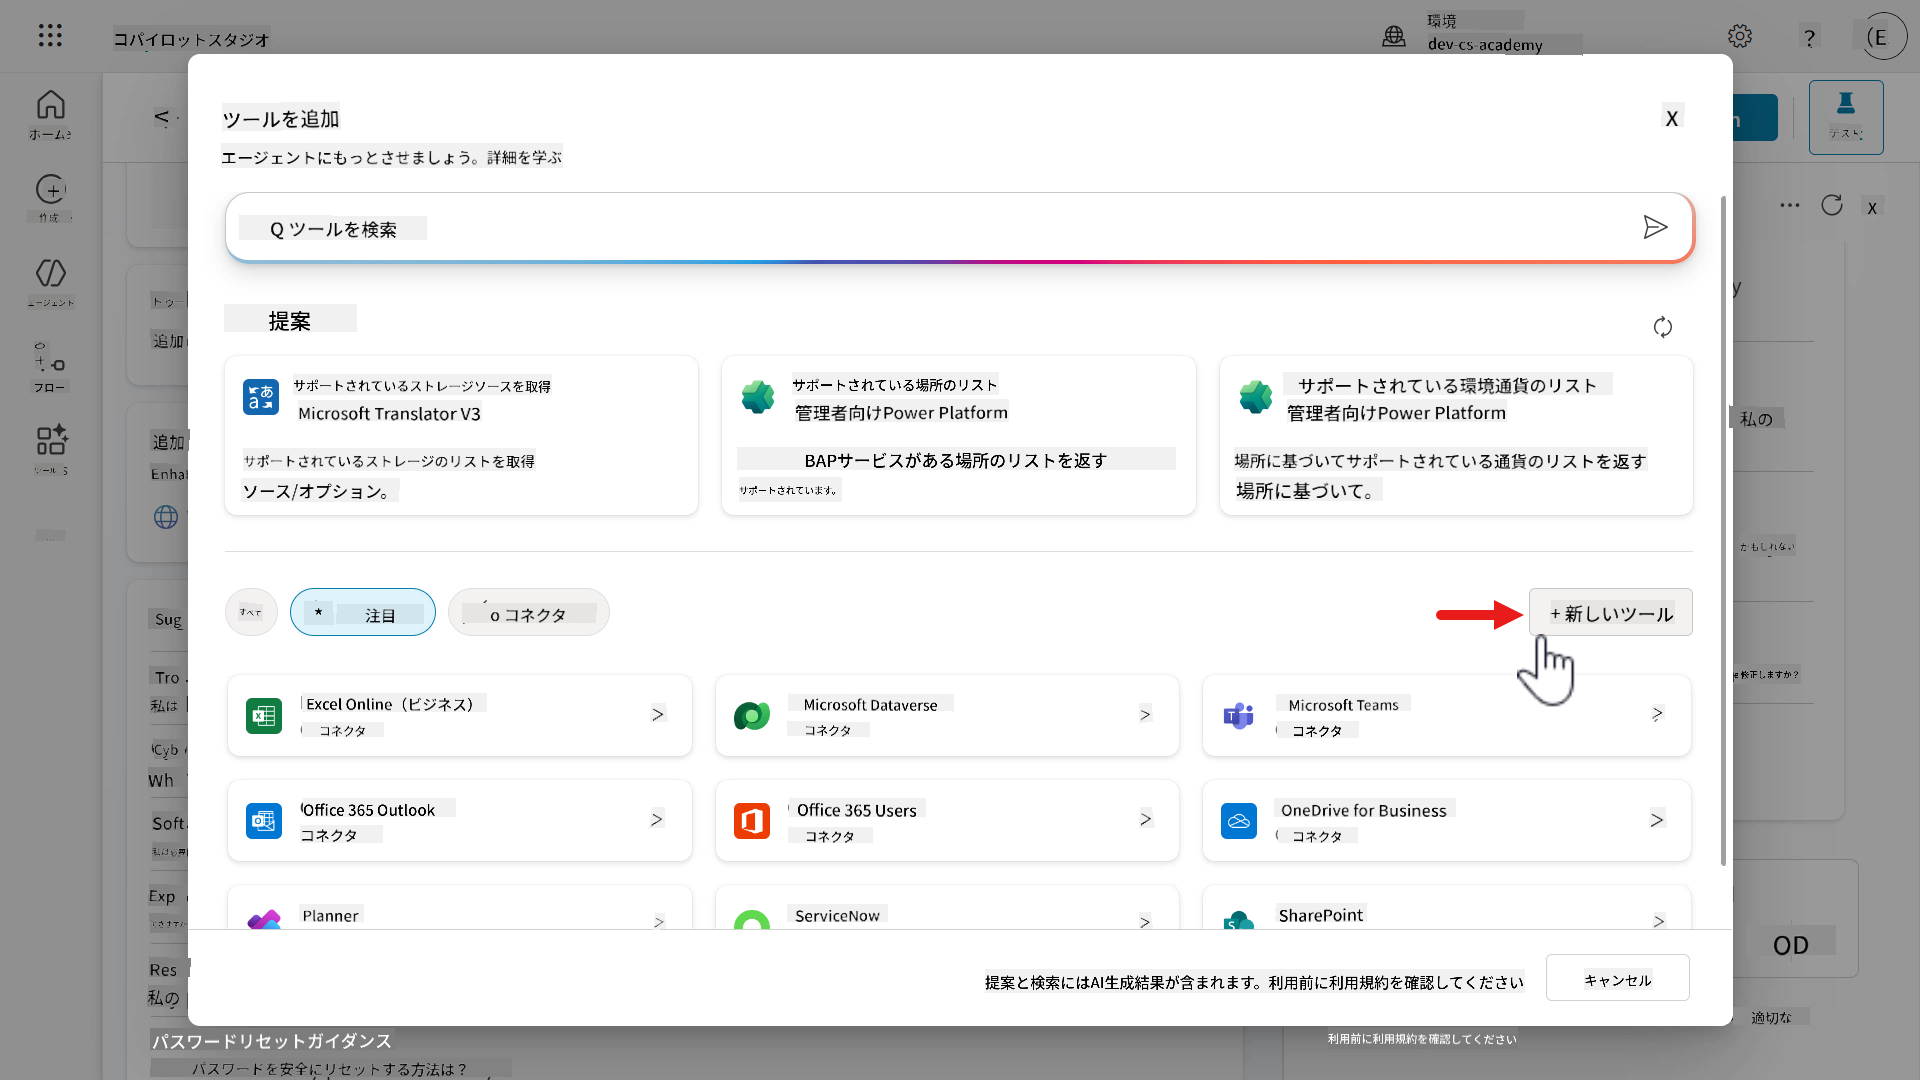 コパイロットスタジオ
環境
dev-cs-academy
?
(E
ホーム
作成
エージェント
フロー
ツール
ツールを追加
X
エージェントにもっとさせましょう。詳細を学ぶ
Q ツールを検索
提案
サポートされているストレージソースを取得
Microsoft Translator V3
サポートされているストレージのリストを取得
ソース/オプション。
サポートされている場所のリスト
管理者向けPower Platform
BAPサービスがある場所のリストを返す
サポートされています。
サポートされている環境通貨のリスト
管理者向けPower Platform
場所に基づいてサポートされている通貨のリストを返す
場所に基づいて。
すべて
* 注目
o コネクタ
+ 新しいツール
Excel Online（ビジネス）
コネクタ
>
Microsoft Dataverse
コネクタ
>
Microsoft Teams
コネクタ
>
Office 365 Outlook
コネクタ
>
Office 365 Users
コネクタ
>
OneDrive for Business
コネクタ
>
Planner
>
ServiceNow
>
SharePoint
>
提案と検索にはAI生成結果が含まれます。利用前に利用規約を確認してください
キャンセル
<
追加
追加
Enha
Sug
Tro
私は
Cyb
Wh
Soft
Exp
Res
私の
パスワードリセットガイダンス
パスワードを安全にリセットする方法は？
テスト
X
私の
かもしれない
修正しますか？
OD
適切な
利用前に利用規約を確認してください